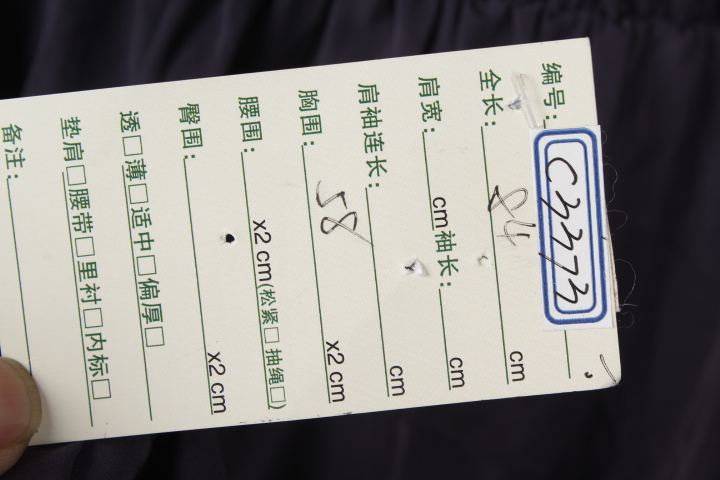 编号: C3373
全长: 84 cm
肩宽: cm 袖长: cm
肩袖连长: cm
胸围: 58 x2 cm
腰围: x2 cm(松紧□ 抽绳□)
臀围: x2 cm
透□ 薄□ 适中□ 偏厚□
垫肩□ 腰带□ 里衬□ 内标□
备注: